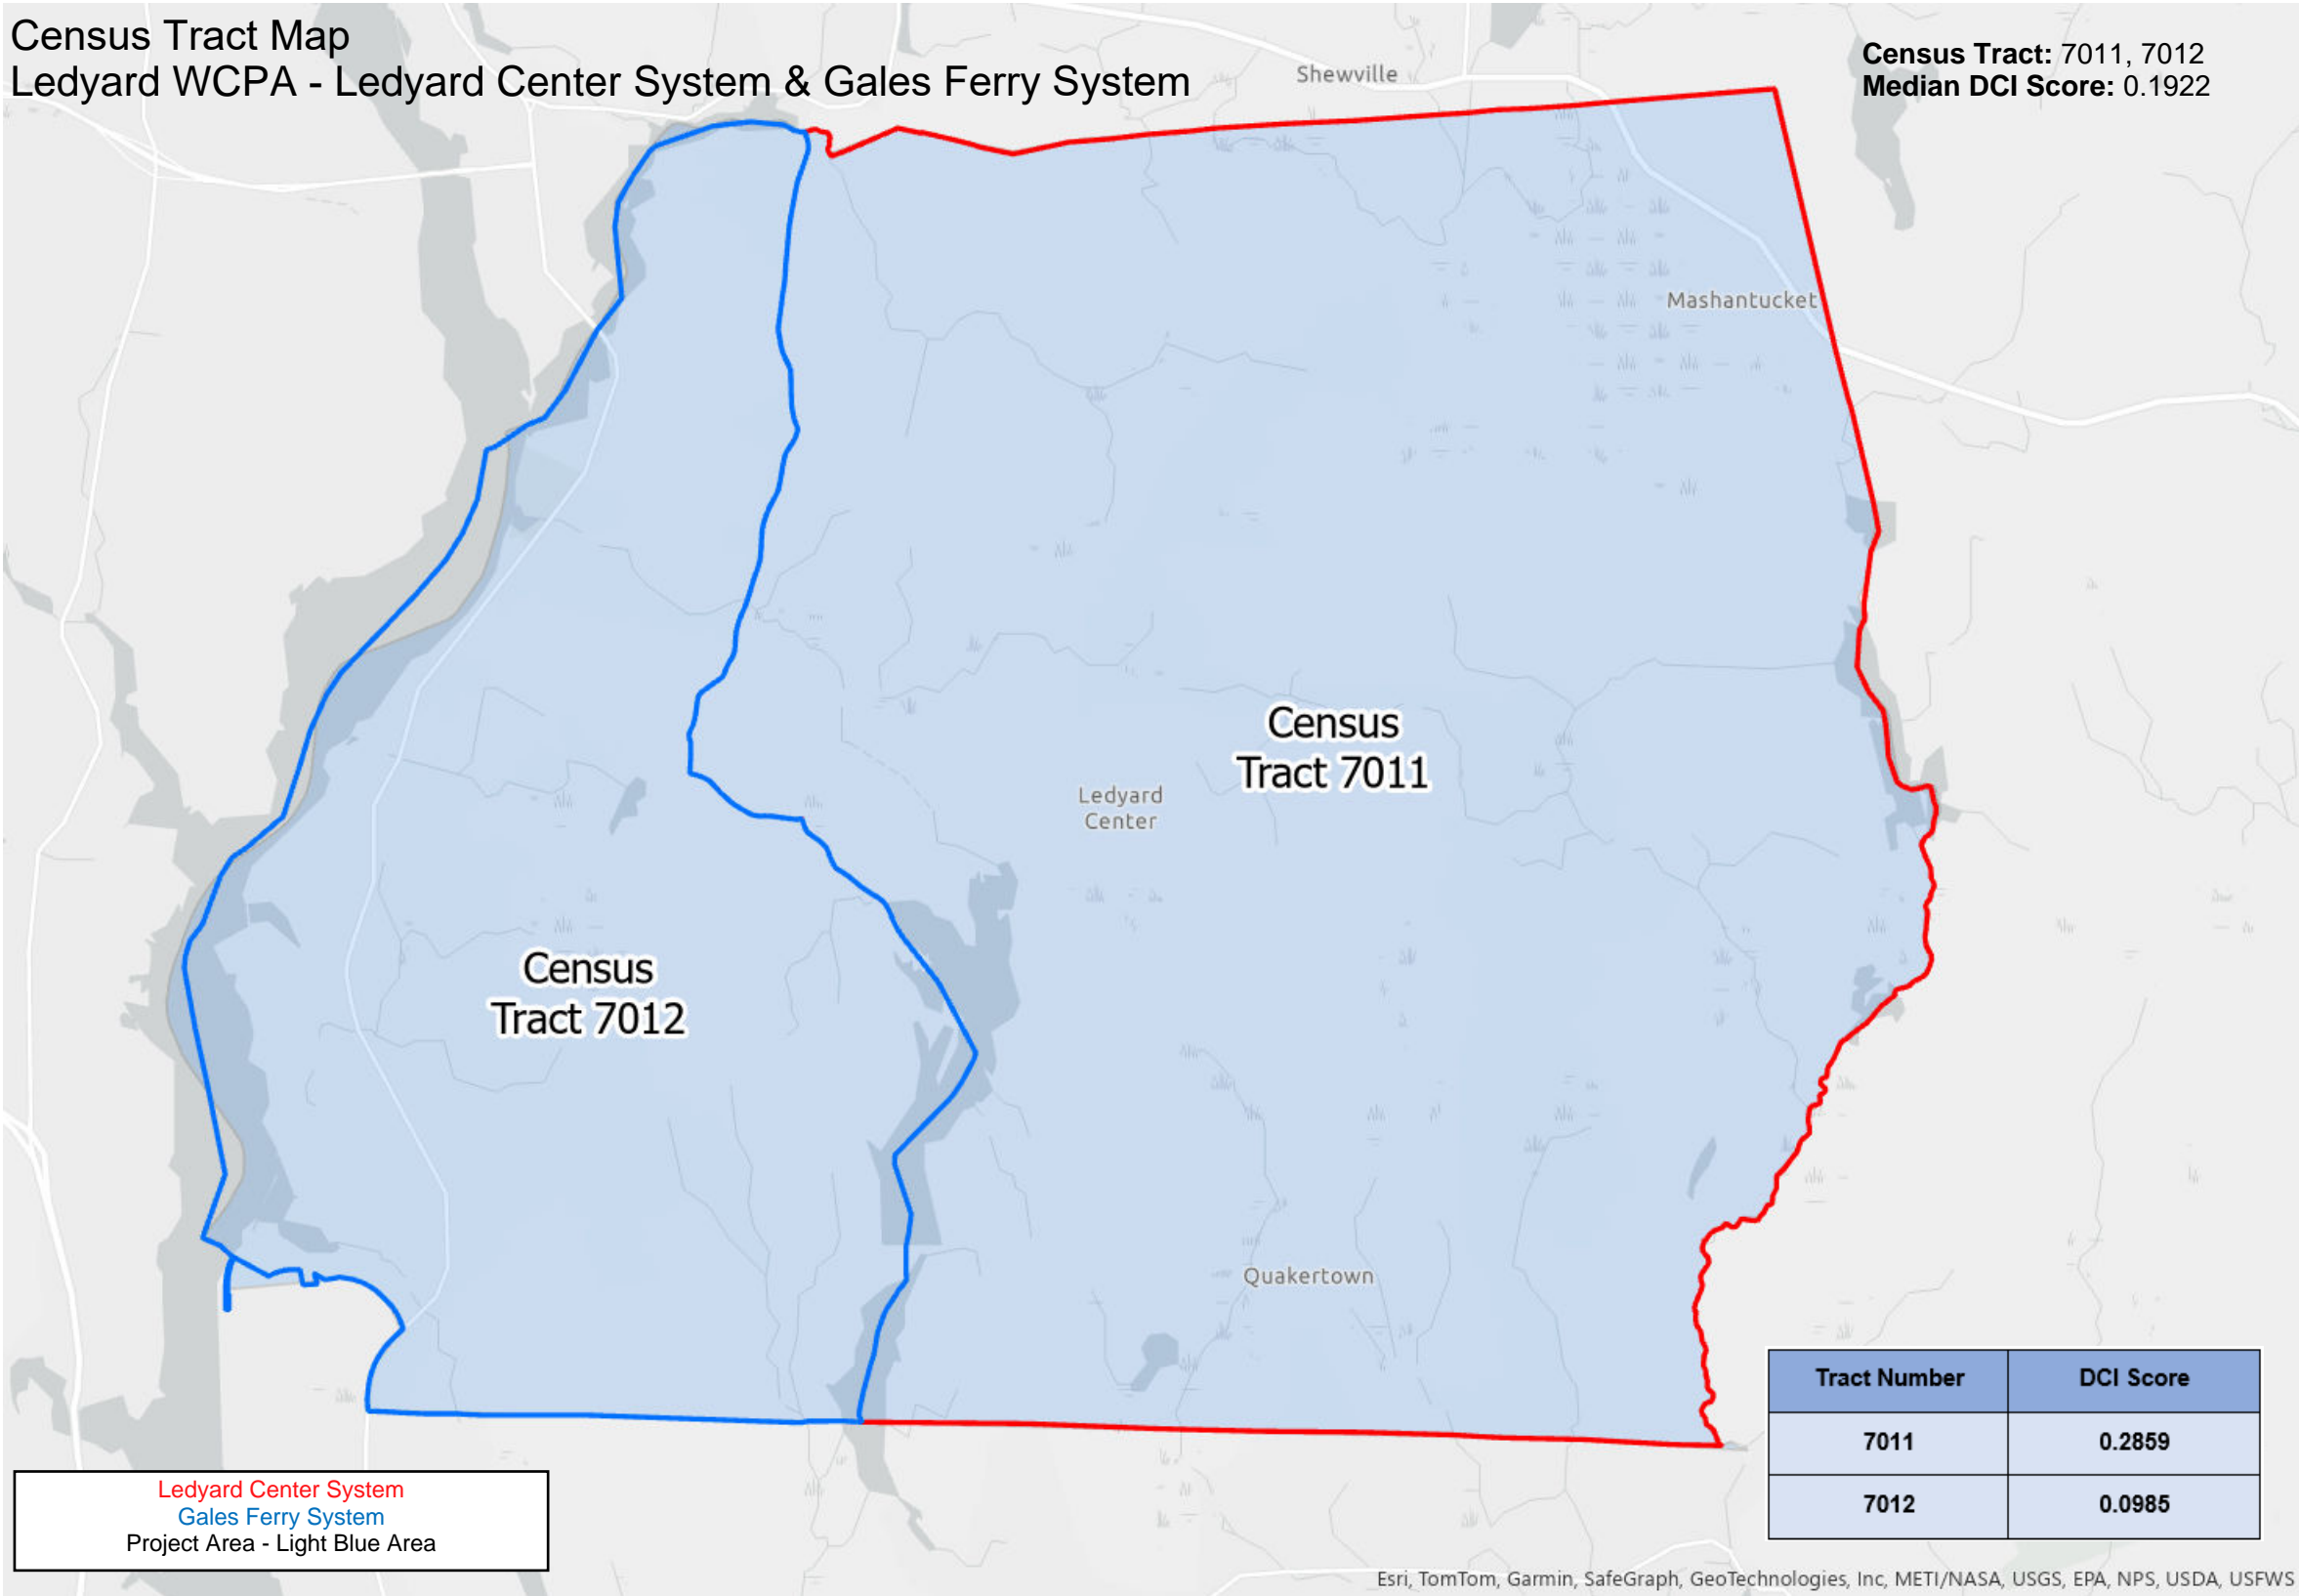 Census Tract Map
Ledyard WCPA - Ledyard Center System & Gales Ferry System
Census Tract: 7011, 7012
Median DCI Score: 0.1922
Shewville
Mashantucket
Census
Tract 7011
Ledyard
Center
Census
Tract 7012
Quakertown
Tract Number DCI Score
7011 0.2859
7012 0.0985
Ledyard Center System
Gales Ferry System
Project Area - Light Blue Area
Esri, TomTom, Garmin, SafeGraph, GeoTechnologies, Inc, METI/NASA, USGS, EPA, NPS, USDA, USFWS